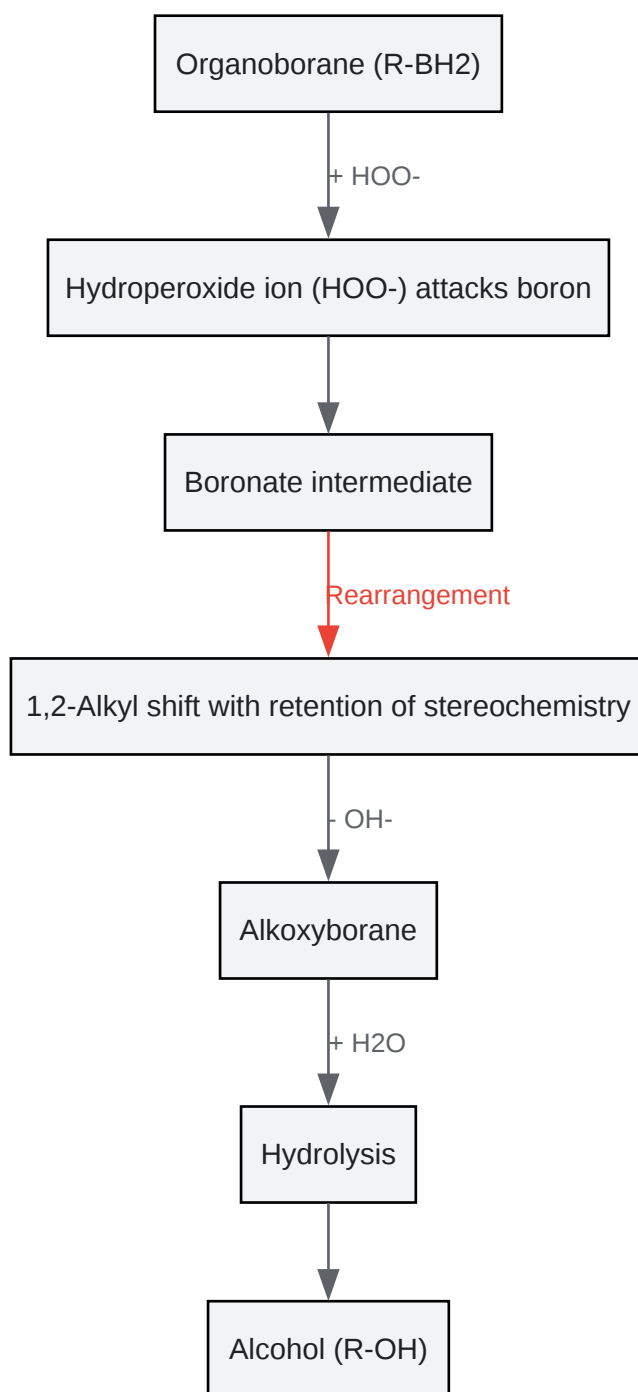 Organoborane (R-BH2)
+ HOO-
Hydroperoxide ion (HOO-) attacks boron
Boronate intermediate
Rearrangement
1,2-Alkyl shift with retention of stereochemistry
- OH-
Alkoxyborane
+ H2O
Hydrolysis
Alcohol (R-OH)